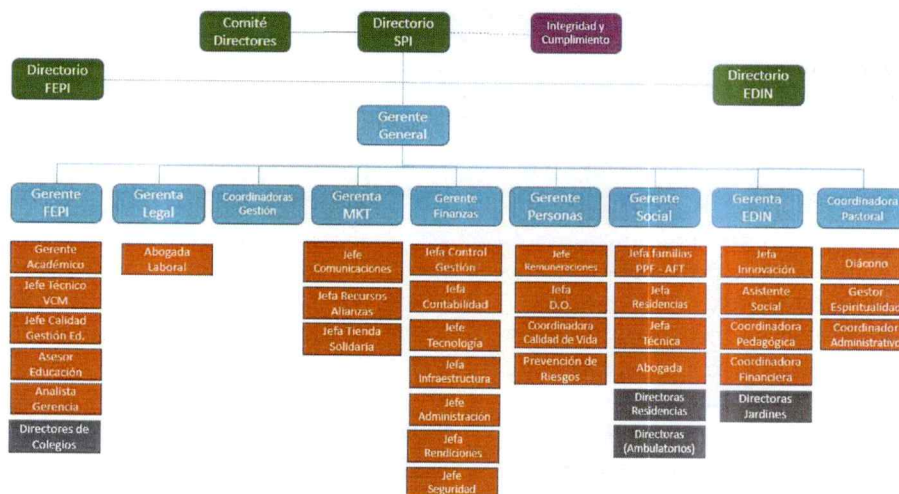 Comité
Directores
Directorio
SPI
Integridad y
Cumplimiento
Directorio
FEPI
Directorio
EDIN
Gerente
General
Gerente
FEPI
Gerenta
Legal
Coordinadoras
Gestión
Gerenta
MKT
Gerente
Finanzas
Gerente
Personas
Gerente
Social
Gerenta
EDIN
Coordinadora
Pastoral
Gerente
Académico
Jefe Técnico
VCM
Jefe Calidad
Gestión Ed.
Asesor
Educación
Analista
Gerencia
Directores de
Colegios
Abogada
Laboral
Jefe
Comunicaciones
Jefa Recursos
Alianzas
Jefa Tienda
Solidaria
Jefa Control
Gestión
Jefa
Contabilidad
Jefe
Tecnología
Jefa
Infraestructura
Jefe
Administración
Jefa
Rendiciones
Jefe
Seguridad
Jefe
Remuneraciones
Jefa
D.O.
Coordinadora
Calidad de Vida
Prevención de
Riesgos
Jefa familias
PPF - AFT
Jefa
Residencias
Jefa
Técnica
Abogada
Directoras
Residencias
Directoras
(Ambulatorios)
Jefa
Innovación
Asistente
Social
Coordinadora
Pedagógica
Coordinadora
Financiera
Directoras
Jardines
Diácono
Gestor
Espiritualidad
Coordinador
Administrativo